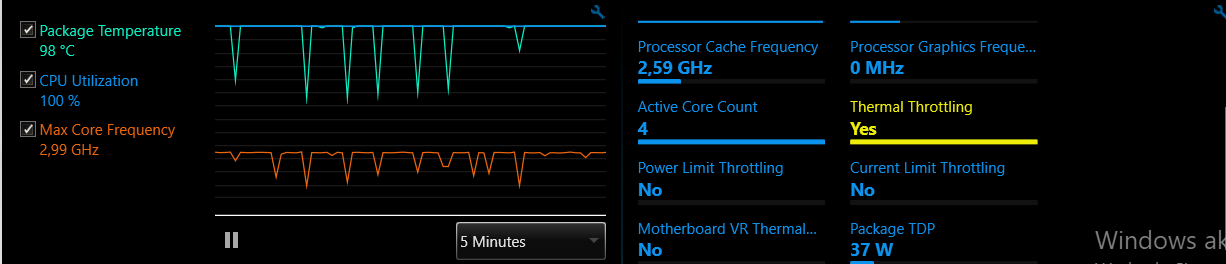 Package Temperature
98 °C
CPU Utilization
100 %
Max Core Frequency
2,99 GHz
5 Minutes
Processor Cache Frequency
2,59 GHz
Processor Graphics Freque...
0 MHz
Active Core Count
4
Thermal Throttling
Yes
Power Limit Throttling
No
Current Limit Throttling
No
Motherboard VR Thermal...
No
Package TDP
37 W
Windows ak